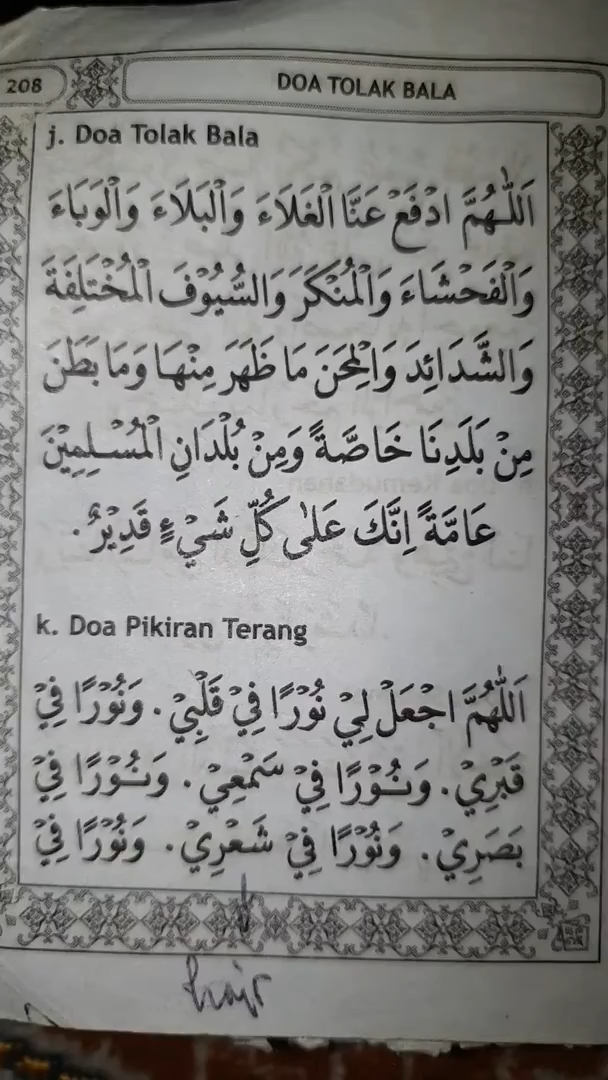 208
DOA TOLAK BALA
j. Doa Tolak Bala
اَللّٰهُمَّ ادْفَعْ عَنَّا الْغَلَاءَ وَالْبَلَاءَ وَالْوَبَاءَ
وَالْفَحْشَاءَ وَالْمُنْكَرَ وَالسُّيُوْفَ الْمُخْتَلِفَةَ
وَالشَّدَائِدَ وَالْمِحَنَ مَا ظَهَرَ مِنْهَا وَمَا بَطَنَ
مِنْ بَلَدِنَا خَاصَّةً وَمِنْ بُلْدَانِ الْمُسْلِمِيْنَ
عَامَّةً اِنَّكَ عَلٰى كُلِّ شَيْءٍ قَدِيْرٌ.
k. Doa Pikiran Terang
اَللّٰهُمَّ اجْعَلْ لِيْ نُوْرًا فِيْ قَلْبِيْ. وَنُوْرًا فِيْ
قَبْرِيْ. وَنُوْرًا فِيْ سَمْعِيْ. وَنُوْرًا فِيْ
بَصَرِيْ. وَنُوْرًا فِيْ شَعْرِيْ. وَنُوْرًا فِيْ